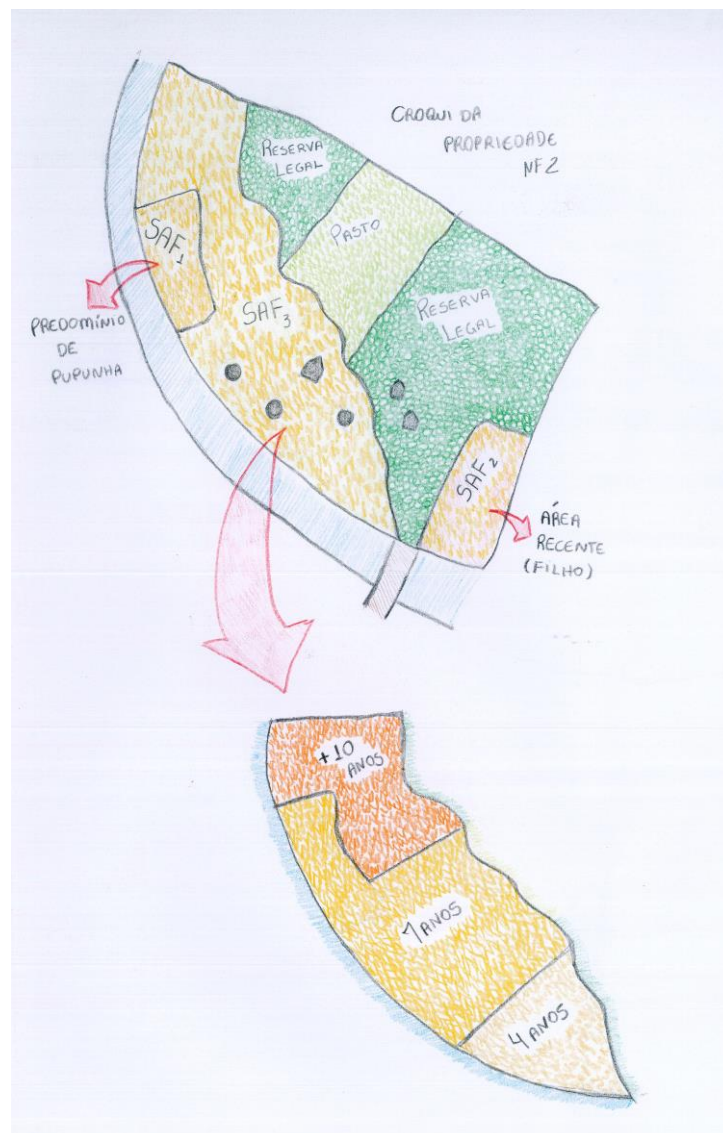 CROQUI DA
PROPRIEDADE
NF2
RESERVA
LEGAL
PASTO
SAF1
SAF3
RESERVA
LEGAL
PREDOMÍNIO
DE
PUPUNHA
SAF2
ÁREA
RECENTE
(FILHO)
+10
ANOS
7 ANOS
4 ANOS